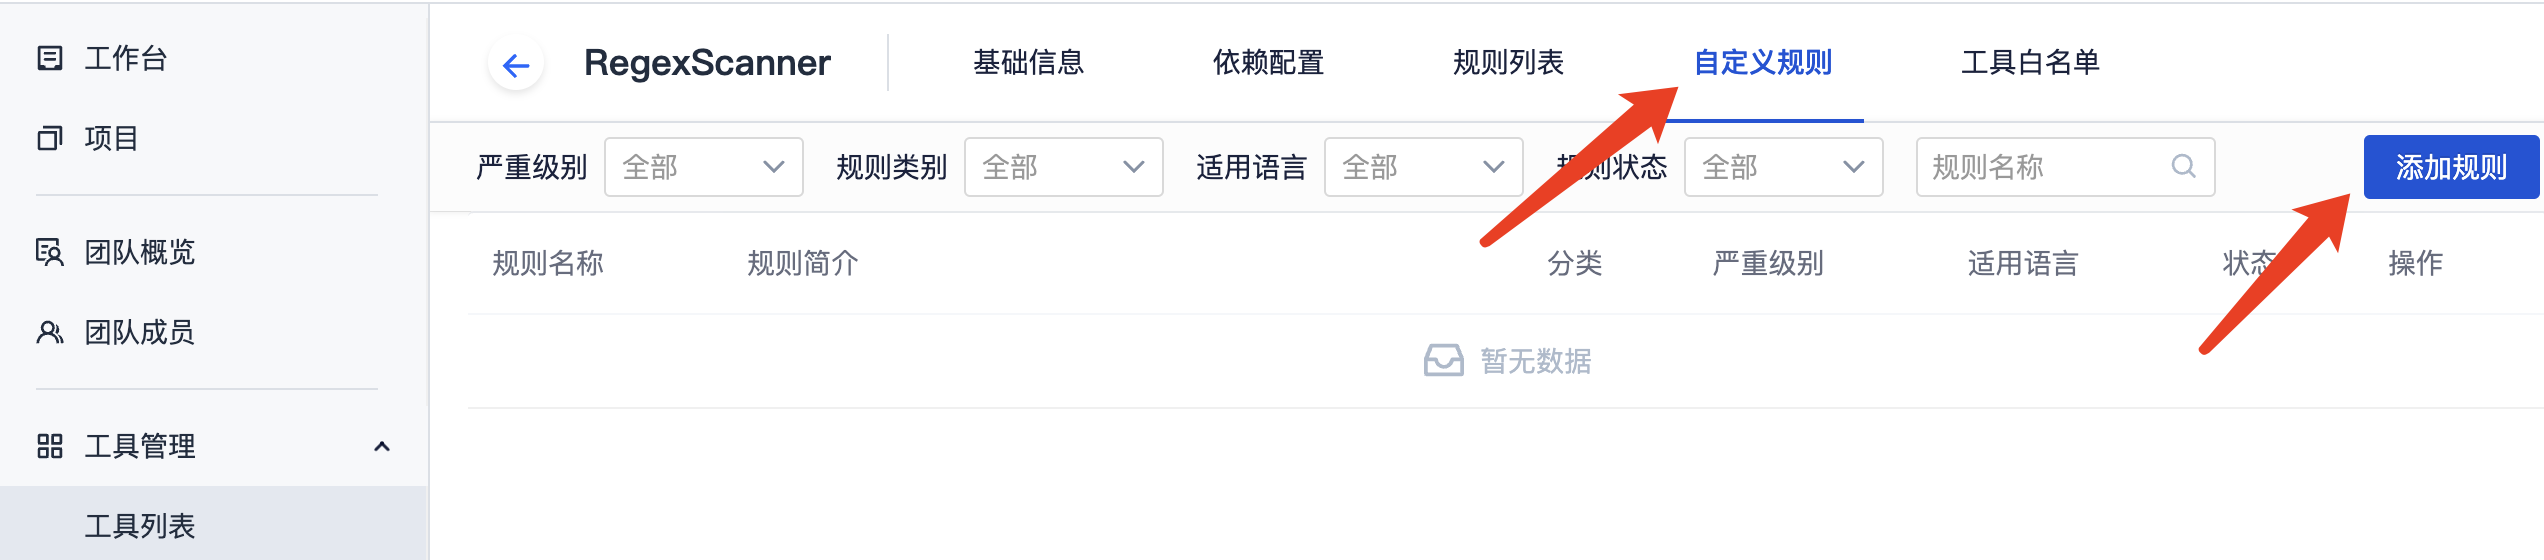 工作台
项目
团队概览
团队成员
工具管理
工具列表
RegexScanner 基础信息 依赖配置 规则列表 自定义规则 工具白名单
严重级别 全部 规则类别 全部 适用语言 全部 规则状态 全部 规则名称 添加规则
规则名称 规则简介 分类 严重级别 适用语言 状态 操作
暂无数据